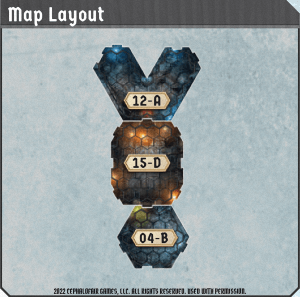 Map Layout
12-A
15-D
04-B
2022 CEPHALOFAIR GAMES, LLC. ALL RIGHTS RESERVED. USED WITH PERMISSION.